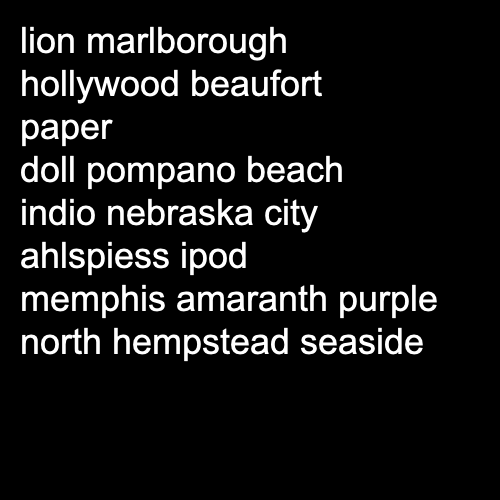 lion marlborough
hollywood beaufort
paper
doll pompano beach
indio nebraska city
ahlspiess ipod
memphis amaranth purple
north hempstead seaside